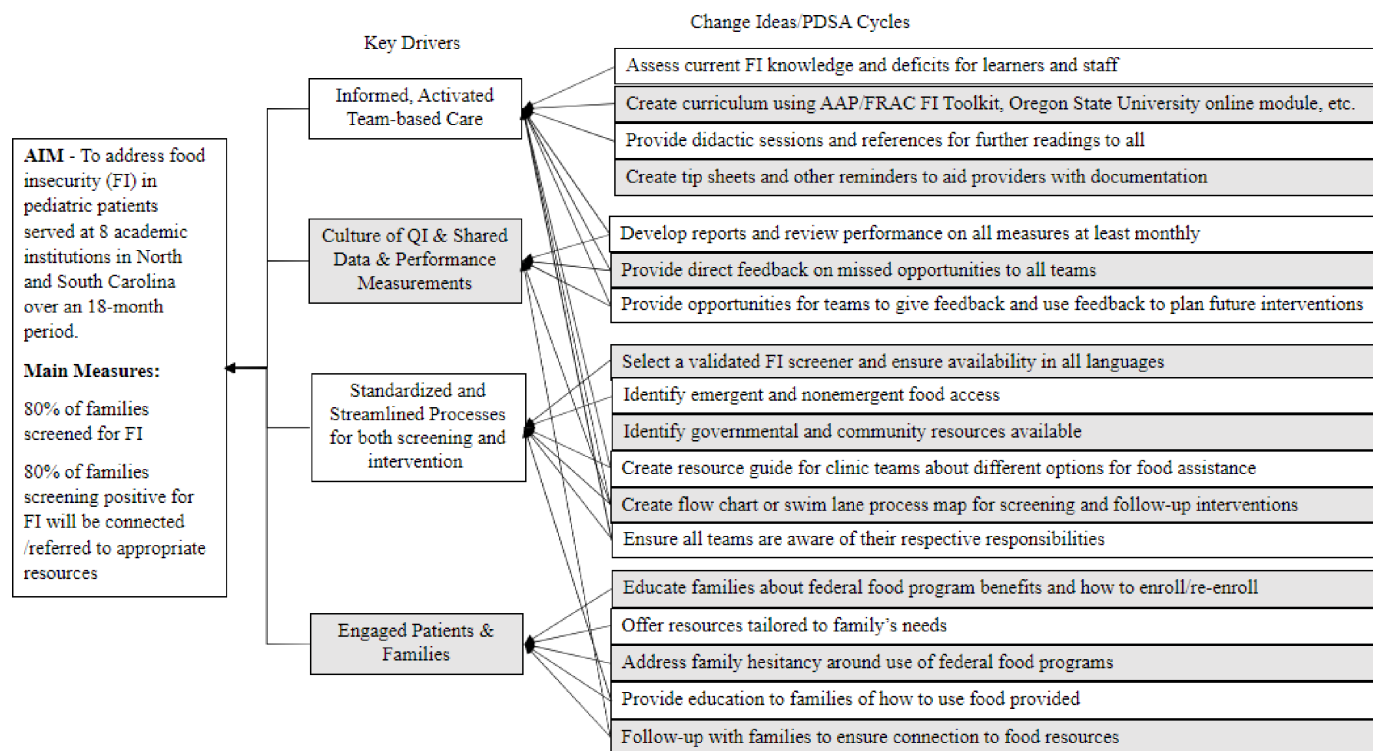 Change Ideas/PDSA Cycles
Key Drivers
AIM - To address food
insecurity (FI) in
pediatric patients
served at 8 academic
institutions in North
and South Carolina
over an 18-month
period.
Main Measures:
80% of families
screened for FI
80% of families
screening positive for
FI will be connected
/referred to appropriate
resources
Informed, Activated
Team-based Care
Culture of QI & Shared
Data & Performance
Measurements
Standardized and
Streamlined Processes
for both screening and
intervention
Engaged Patients &
Families
Assess current FI knowledge and deficits for learners and staff
Create curriculum using AAP/FRAC FI Toolkit, Oregon State University online module, etc.
Provide didactic sessions and references for further readings to all
Create tip sheets and other reminders to aid providers with documentation
Develop reports and review performance on all measures at least monthly
Provide direct feedback on missed opportunities to all teams
Provide opportunities for teams to give feedback and use feedback to plan future interventions
Select a validated FI screener and ensure availability in all languages
Identify emergent and nonemergent food access
Identify governmental and community resources available
Create resource guide for clinic teams about different options for food assistance
Create flow chart or swim lane process map for screening and follow-up interventions
Ensure all teams are aware of their respective responsibilities
Educate families about federal food program benefits and how to enroll/re-enroll
Offer resources tailored to family's needs
Address family hesitancy around use of federal food programs
Provide education to families of how to use food provided
Follow-up with families to ensure connection to food resources